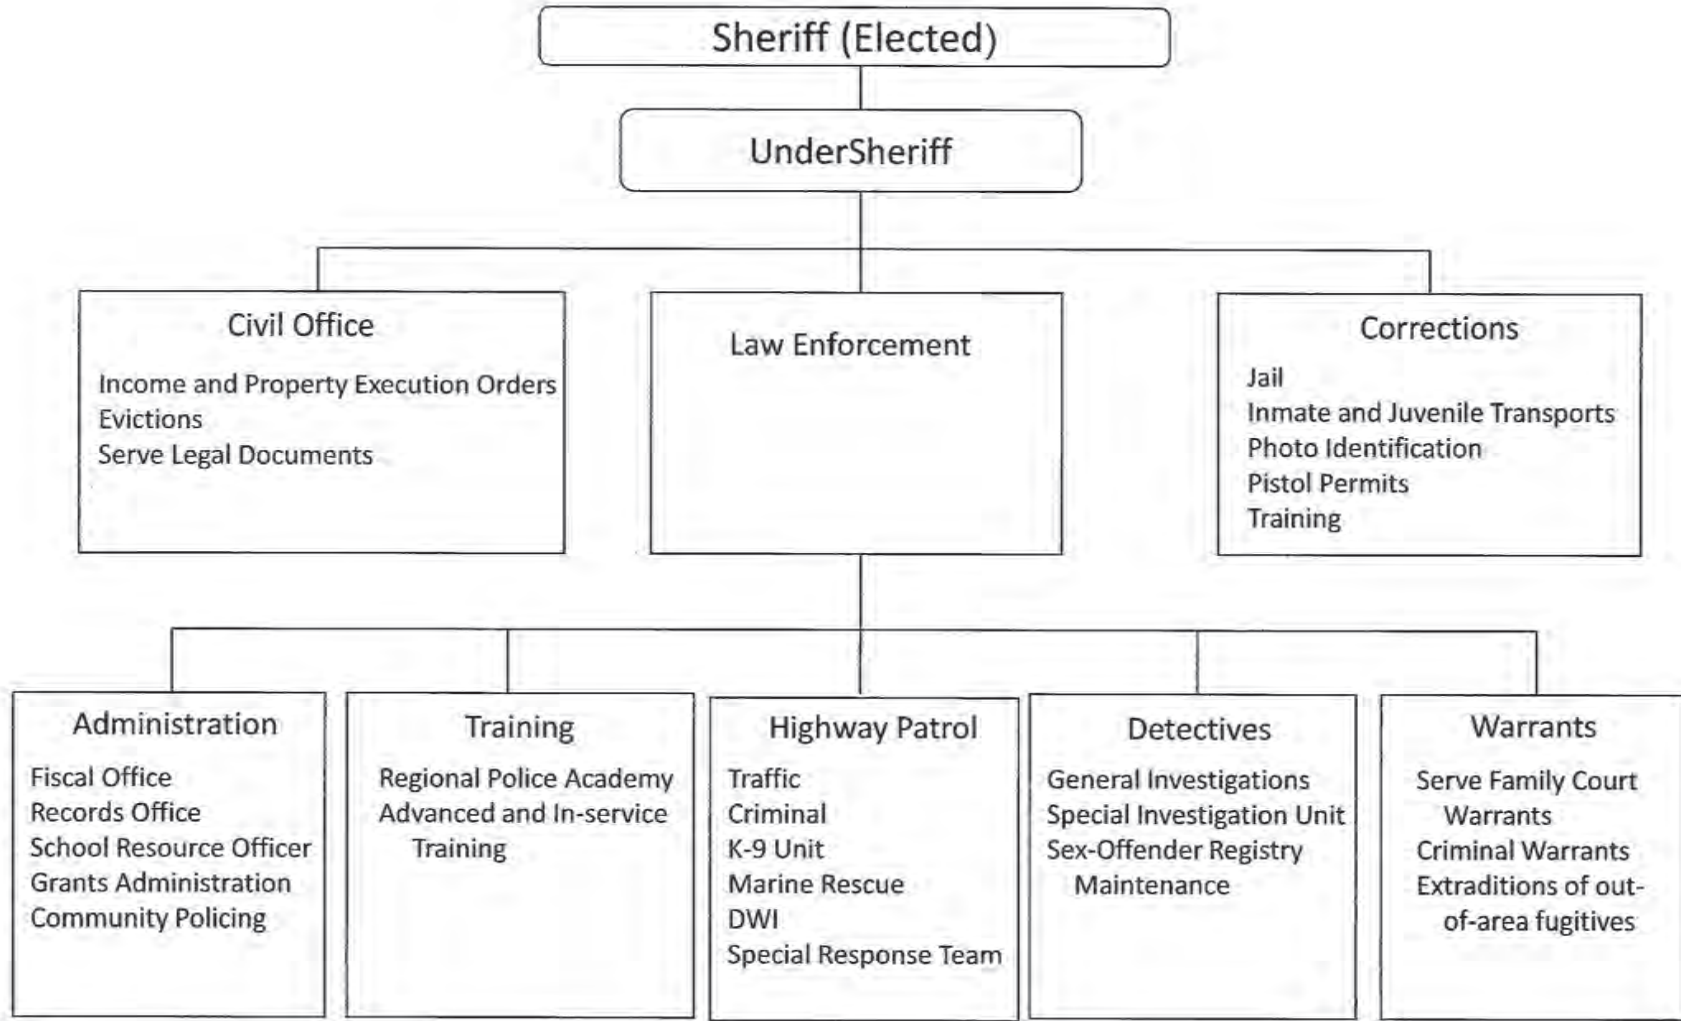 Sheriff (Elected)
UnderSheriff
Civil Office
Income and Property Execution Orders
Evictions
Serve Legal Documents
Law Enforcement
Corrections
Jail
Inmate and Juvenile Transports
Photo Identification
Pistol Permits
Training
Administration
Fiscal Office
Records Office
School Resource Officer
Grants Administration
Community Policing
Training
Regional Police Academy
Advanced and In-service
Training
Highway Patrol
Traffic
Criminal
K-9 Unit
Marine Rescue
DWI
Special Response Team
Detectives
General Investigations
Special Investigation Unit
Sex-Offender Registry
Maintenance
Warrants
Serve Family Court
Warrants
Criminal Warrants
Extraditions of out-
of-area fugitives